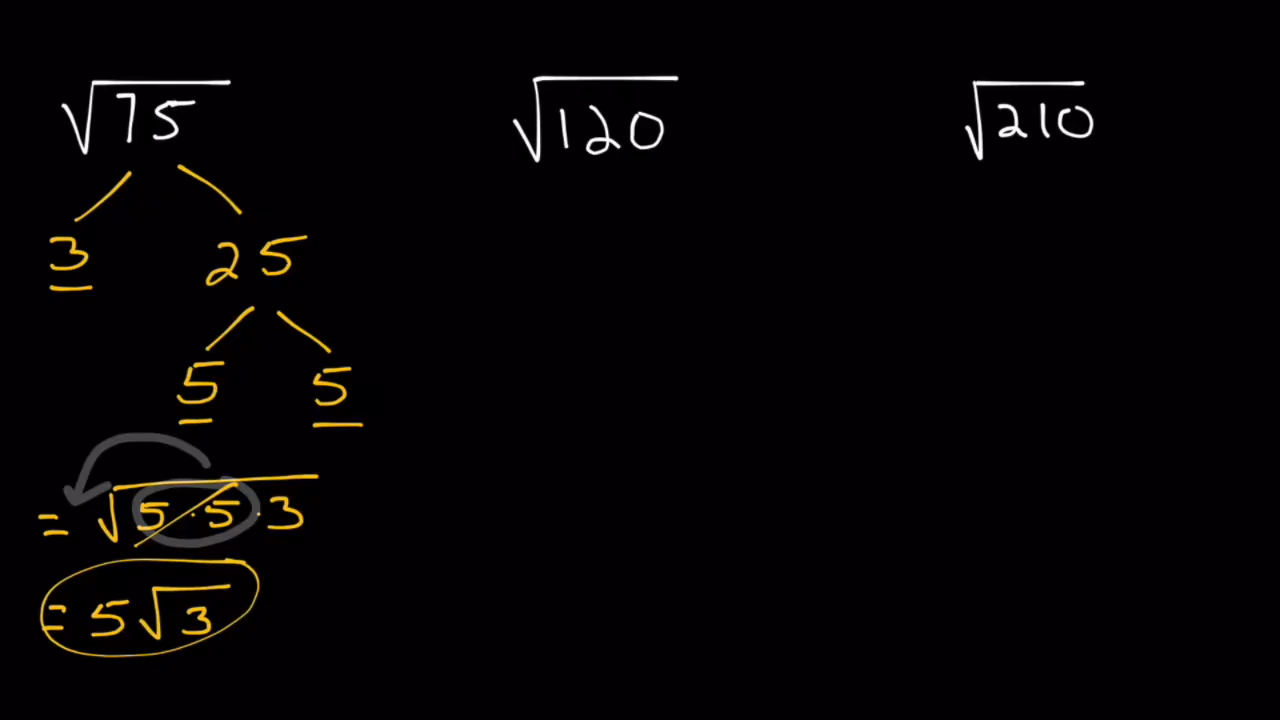 √75 √120 √210
3 25
5 5
= √5·5·3
= 5√3